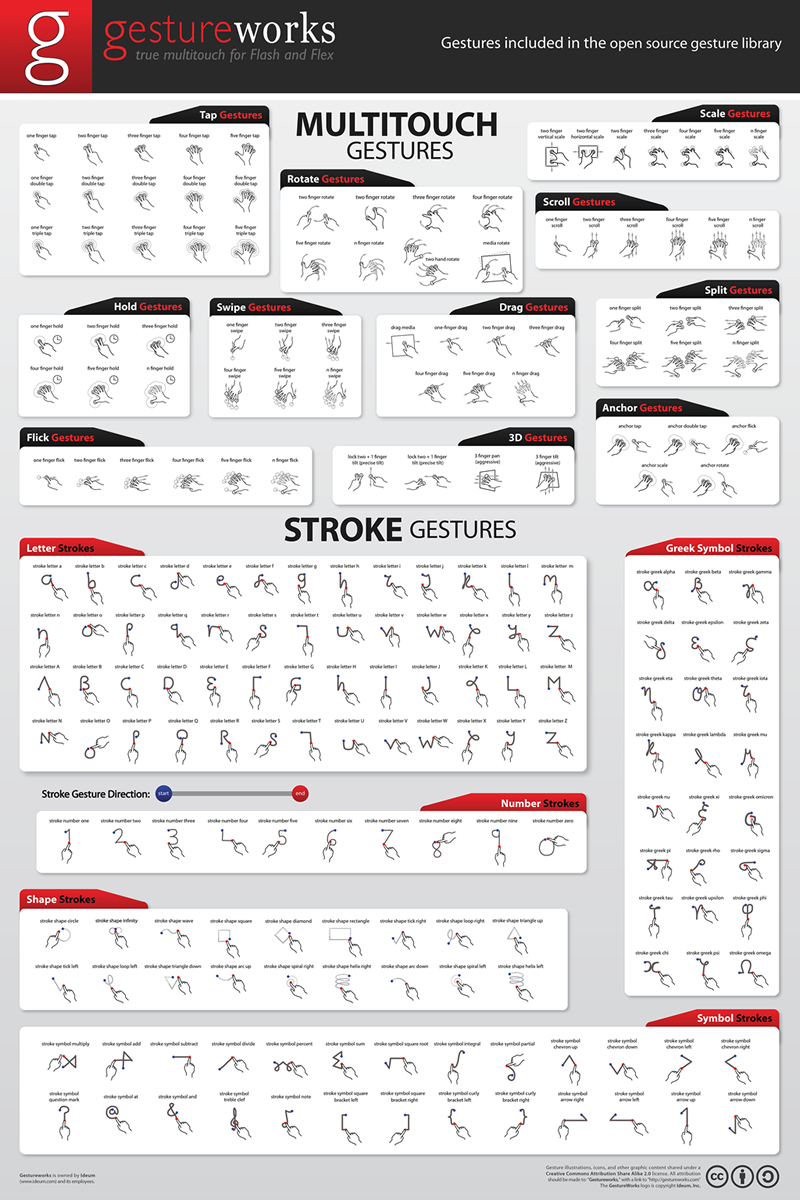 g
gestureworks
true multitouch for Flash and Flex
Gestures included in the open source gesture library
MULTITOUCH
GESTURES
Tap Gestures
one finger tap two finger tap three finger tap four finger tap five finger tap
one finger double tap two finger double tap three finger double tap four finger double tap five finger double tap
one finger triple tap two finger triple tap three finger triple tap four finger triple tap five finger triple tap
Rotate Gestures
two finger rotate two finger rotate three finger rotate four finger rotate
five finger rotate n finger rotate two hand rotate media rotate
Scale Gestures
two finger vertical scale two finger horizontal scale two finger scale three finger scale four finger scale five finger scale n finger scale
Scroll Gestures
one finger scroll two finger scroll three finger scroll four finger scroll five finger scroll n finger scroll
Hold Gestures
one finger hold two finger hold three finger hold
four finger hold five finger hold n finger hold
Swipe Gestures
one finger swipe two finger swipe three finger swipe
four finger swipe five finger swipe n finger swipe
Drag Gestures
drag media one-finger drag two finger drag three finger drag
four finger drag five finger drag n finger drag
Split Gestures
one finger split two finger split three finger split
four finger split five finger split n finger split
Flick Gestures
one finger flick two finger flick three finger flick four finger flick five finger flick n finger flick
3D Gestures
lock two + 1 finger tilt (precise tilt) lock two + 1 finger tilt (precise tilt) 3 finger pan (aggressive) 3 finger tilt (aggressive)
Anchor Gestures
anchor tap anchor double tap anchor flick
anchor scale anchor rotate
STROKE GESTURES
Letter Strokes
stroke letter a stroke letter b stroke letter c stroke letter d stroke letter e stroke letter f stroke letter g stroke letter h stroke letter i stroke letter j stroke letter k stroke letter l stroke letter m
stroke letter n stroke letter o stroke letter p stroke letter q stroke letter r stroke letter s stroke letter t stroke letter u stroke letter v stroke letter w stroke letter x stroke letter y stroke letter z
stroke letter A stroke letter B stroke letter C stroke letter D stroke letter E stroke letter F stroke letter G stroke letter H stroke letter I stroke letter J stroke letter K stroke letter L stroke letter M
stroke letter N stroke letter O stroke letter P stroke letter Q stroke letter R stroke letter S stroke letter T stroke letter U stroke letter V stroke letter W stroke letter X stroke letter Y stroke letter Z
Greek Symbol Strokes
stroke greek alpha stroke greek beta stroke greek gamma
stroke greek delta stroke greek epsilon stroke greek zeta
stroke greek eta stroke greek theta stroke greek iota
stroke greek kappa stroke greek lambda stroke greek mu
stroke greek nu stroke greek xi stroke greek omicron
stroke greek pi stroke greek rho stroke greek sigma
stroke greek tau stroke greek upsilon stroke greek phi
stroke greek chi stroke greek psi stroke greek omega
Stroke Gesture Direction: start end
Number Strokes
stroke number one stroke number two stroke number three stroke number four stroke number five stroke number six stroke number seven stroke number eight stroke number nine stroke number zero
Shape Strokes
stroke shape circle stroke shape infinity stroke shape wave stroke shape square stroke shape diamond stroke shape rectangle stroke shape tick right stroke shape loop right stroke shape triangle up
stroke shape tick left stroke shape loop left stroke shape triangle down stroke shape arc up stroke shape spiral right stroke shape helix right stroke shape arc down stroke shape spiral left stroke shape helix left
Symbol Strokes
stroke symbol multiply stroke symbol add stroke symbol subtract stroke symbol divide stroke symbol percent stroke symbol sum stroke symbol square root stroke symbol integral stroke symbol partial stroke symbol chevron up stroke symbol chevron down stroke symbol chevron left stroke symbol chevron right
stroke symbol question mark stroke symbol at stroke symbol and stroke symbol treble clef stroke symbol note stroke symbol square bracket left stroke symbol square bracket right stroke symbol curly bracket left stroke symbol curly bracket right stroke symbol arrow right stroke symbol arrow left stroke symbol arrow up stroke symbol arrow down
Gestureworks is owned by Ideum
(www.ideum.com) and its employees.
Gesture illustrations, icons, and other graphic content shared under a
Creative Commons Attribution Share Alike 2.0 license. All attribution
should be made to: "Gestureworks," with a link to "http://gestureworks.com"
The GestureWorks logo is copyright Ideum, Inc.
cc